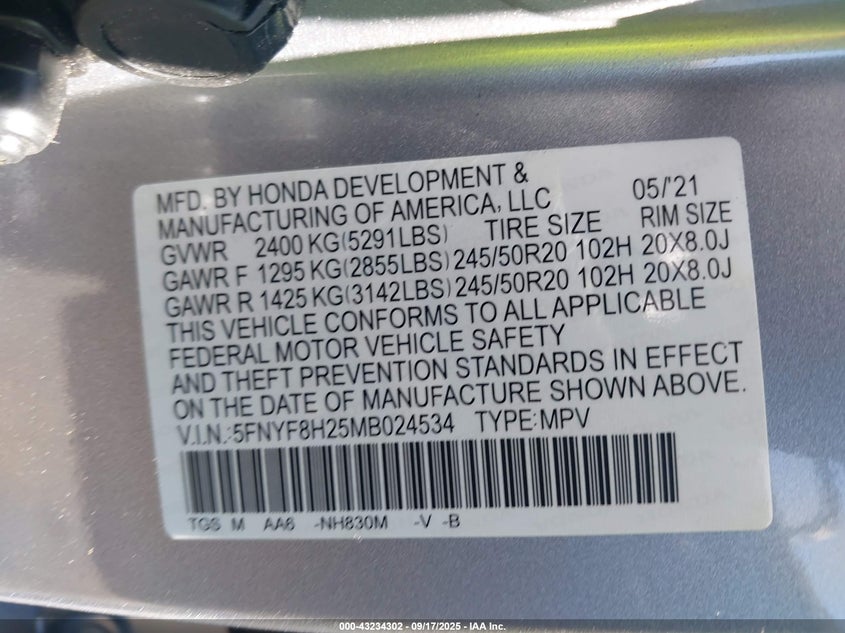 MFD. BY HONDA DEVELOPMENT &
MANUFACTURING OF AMERICA, LLC 05/'21
GVWR 2400 KG(5291LBS) TIRE SIZE RIM SIZE
GAWR F 1295 KG(2855LBS) 245/50R20 102H 20X8.0J
GAWR R 1425 KG(3142LBS) 245/50R20 102H 20X8.0J
THIS VEHICLE CONFORMS TO ALL APPLICABLE
FEDERAL MOTOR VEHICLE SAFETY
AND THEFT PREVENTION STANDARDS IN EFFECT
ON THE DATE OF MANUFACTURE SHOWN ABOVE.
V.I.N.:5FNYF8H25MB024534 TYPE:MPV
TGS M AA6 -NH830M -V -B
000-43234302 - 09/17/2025 - IAA Inc.